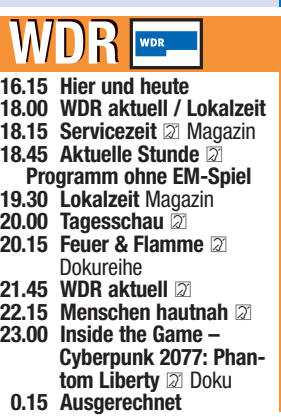 WDR WDR
16.15 Hier und heute
18.00 WDR aktuell / Lokalzeit
18.15 Servicezeit Magazin
18.45 Aktuelle Stunde
Programm ohne EM-Spiel
19.30 Lokalzeit Magazin
20.00 Tagesschau
20.15 Feuer & Flamme
Dokureihe
21.45 WDR aktuell
22.15 Menschen hautnah
23.00 Inside the Game –
Cyberpunk 2077: Phan-
tom Liberty Doku
0.15 Ausgerechnet